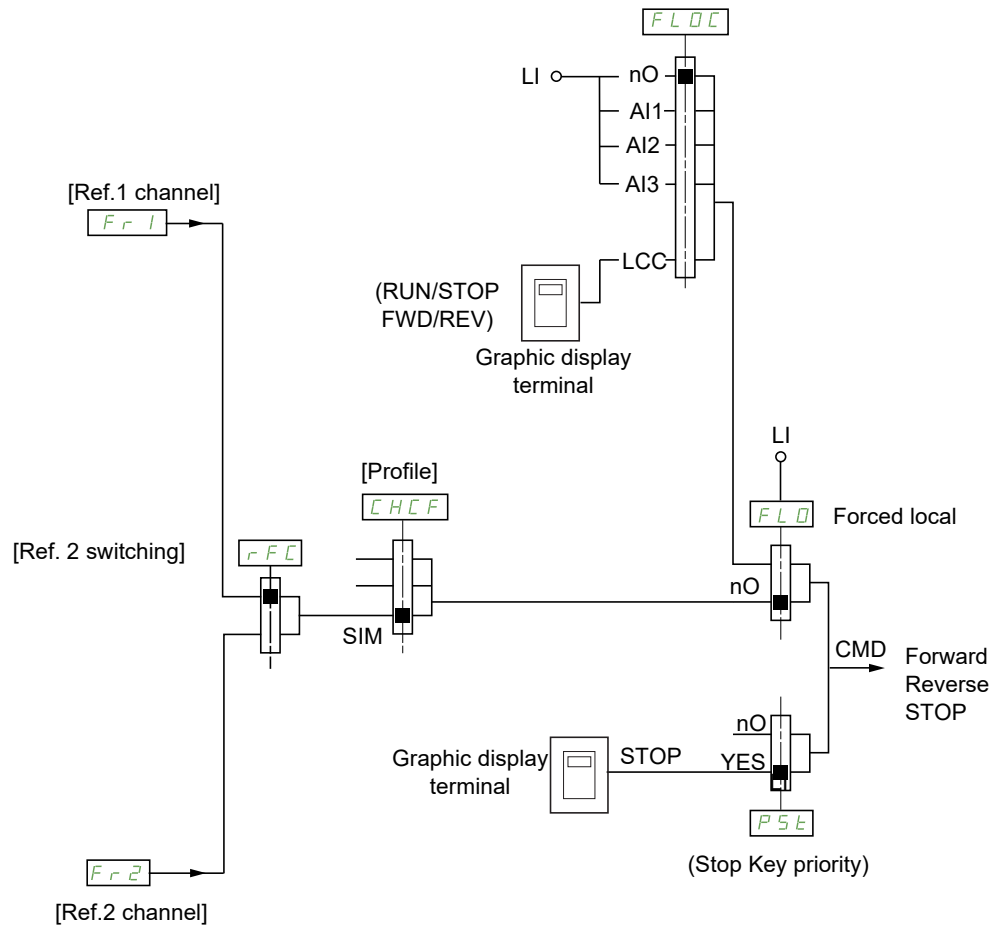 FLOC
LI
nO
AI1
AI2
AI3
[Ref.1 channel]
Fr1
LCC
(RUN/STOP
FWD/REV)
Graphic display
terminal
LI
[Profile]
CHCF
FLO
Forced local
[Ref. 2 switching]
rFC
nO
SIM
CMD
Forward
Reverse
STOP
nO
Graphic display
terminal
STOP
YES
PSt
(Stop Key priority)
Fr2
[Ref.2 channel]